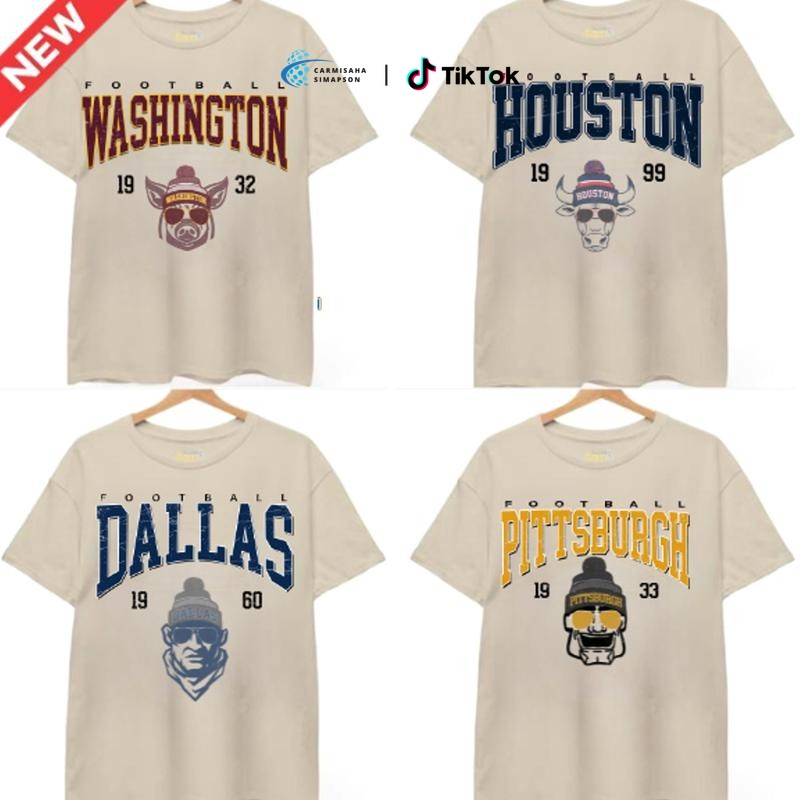 NEW
CARMISAHA
SIMAPSON
TikTok
FOOTBALL
WASHINGTON
19 32
WASHINGTON
FOOTBALL
HOUSTON
19 99
HOUSTON
FOOTBALL
DALLAS
19 60
DALLAS
FOOTBALL
PITTSBURGH
19 33
PITTSBURGH